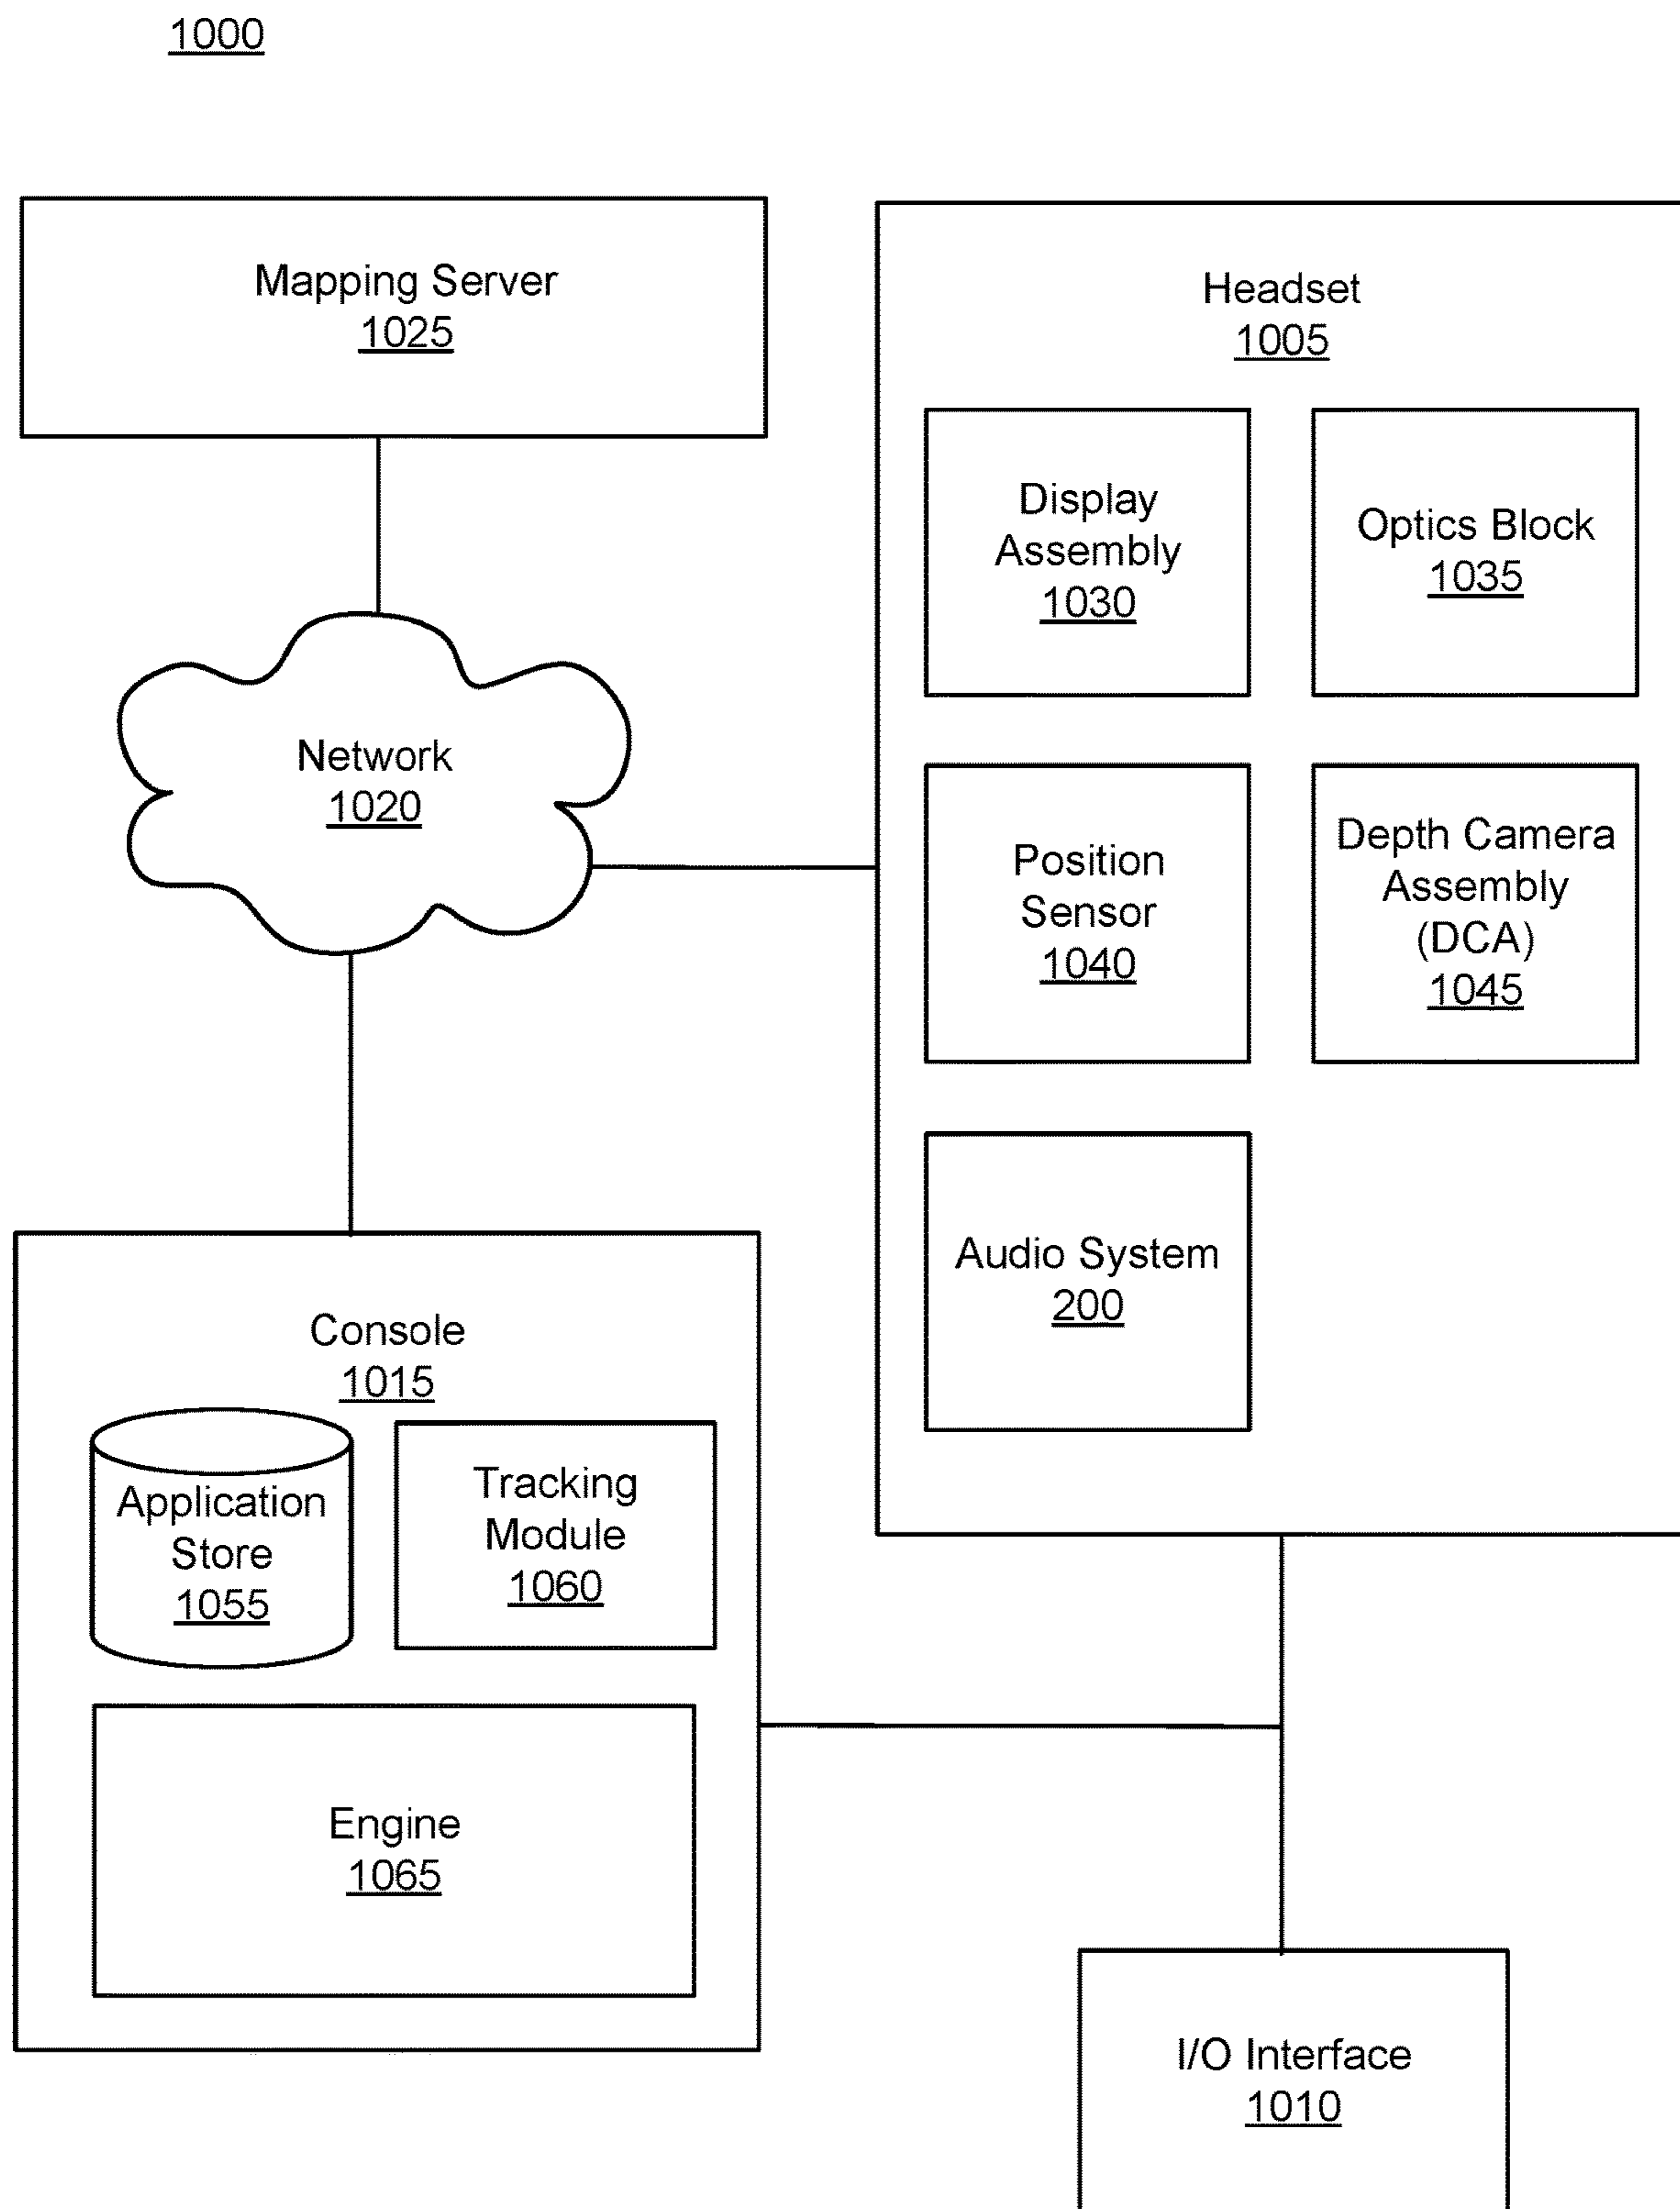 1000
Mapping Server
1025
Headset
1005
Display
Assembly
1030
Optics Block
1035
Network
1020
Position
Sensor
1040
Depth Camera
Assembly
(DCA)
1045
Audio System
200
Console
1015
Application
Store
1055
Tracking
Module
1060
Engine
1065
I/O Interface
1010